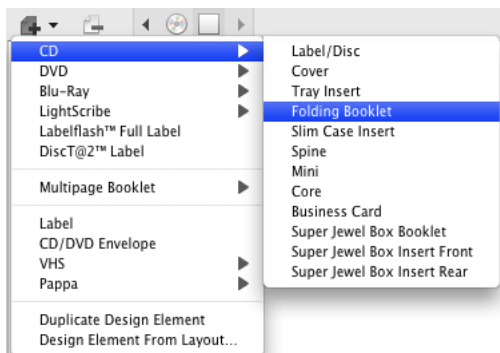 CD
DVD
Blu-Ray
LightScribe
Labelflash™ Full Label
DiscT@2™ Label
Multipage Booklet
Label
CD/DVD Envelope
VHS
Pappa
Duplicate Design Element
Design Element From Layout...
Label/Disc
Cover
Tray Insert
Folding Booklet
Slim Case Insert
Spine
Mini
Core
Business Card
Super Jewel Box Booklet
Super Jewel Box Insert Front
Super Jewel Box Insert Rear